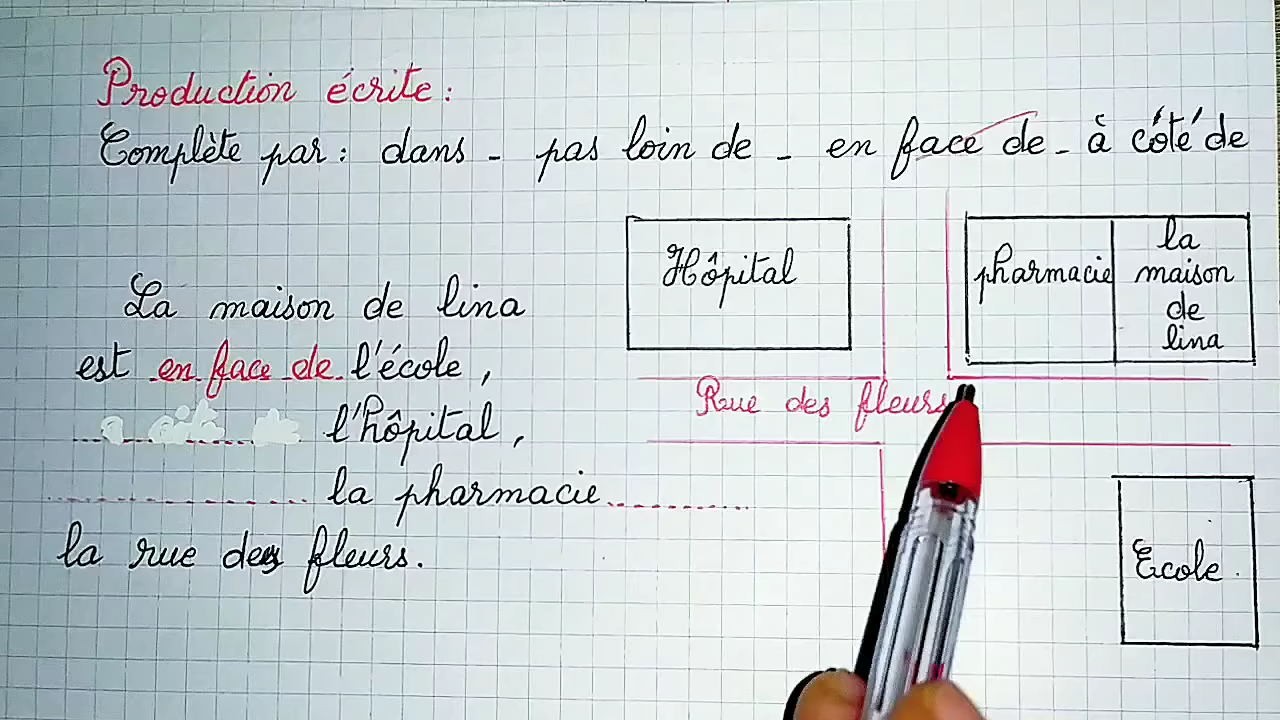 Production écrite:
Complète par: dans - pas loin de - en face de - à côté de
La maison de lina
est en face de l'école,
l'hôpital,
la pharmacie
la rue des fleurs.
Hôpital
pharmacie
la
maison
de
lina
Rue des fleurs
Ecole